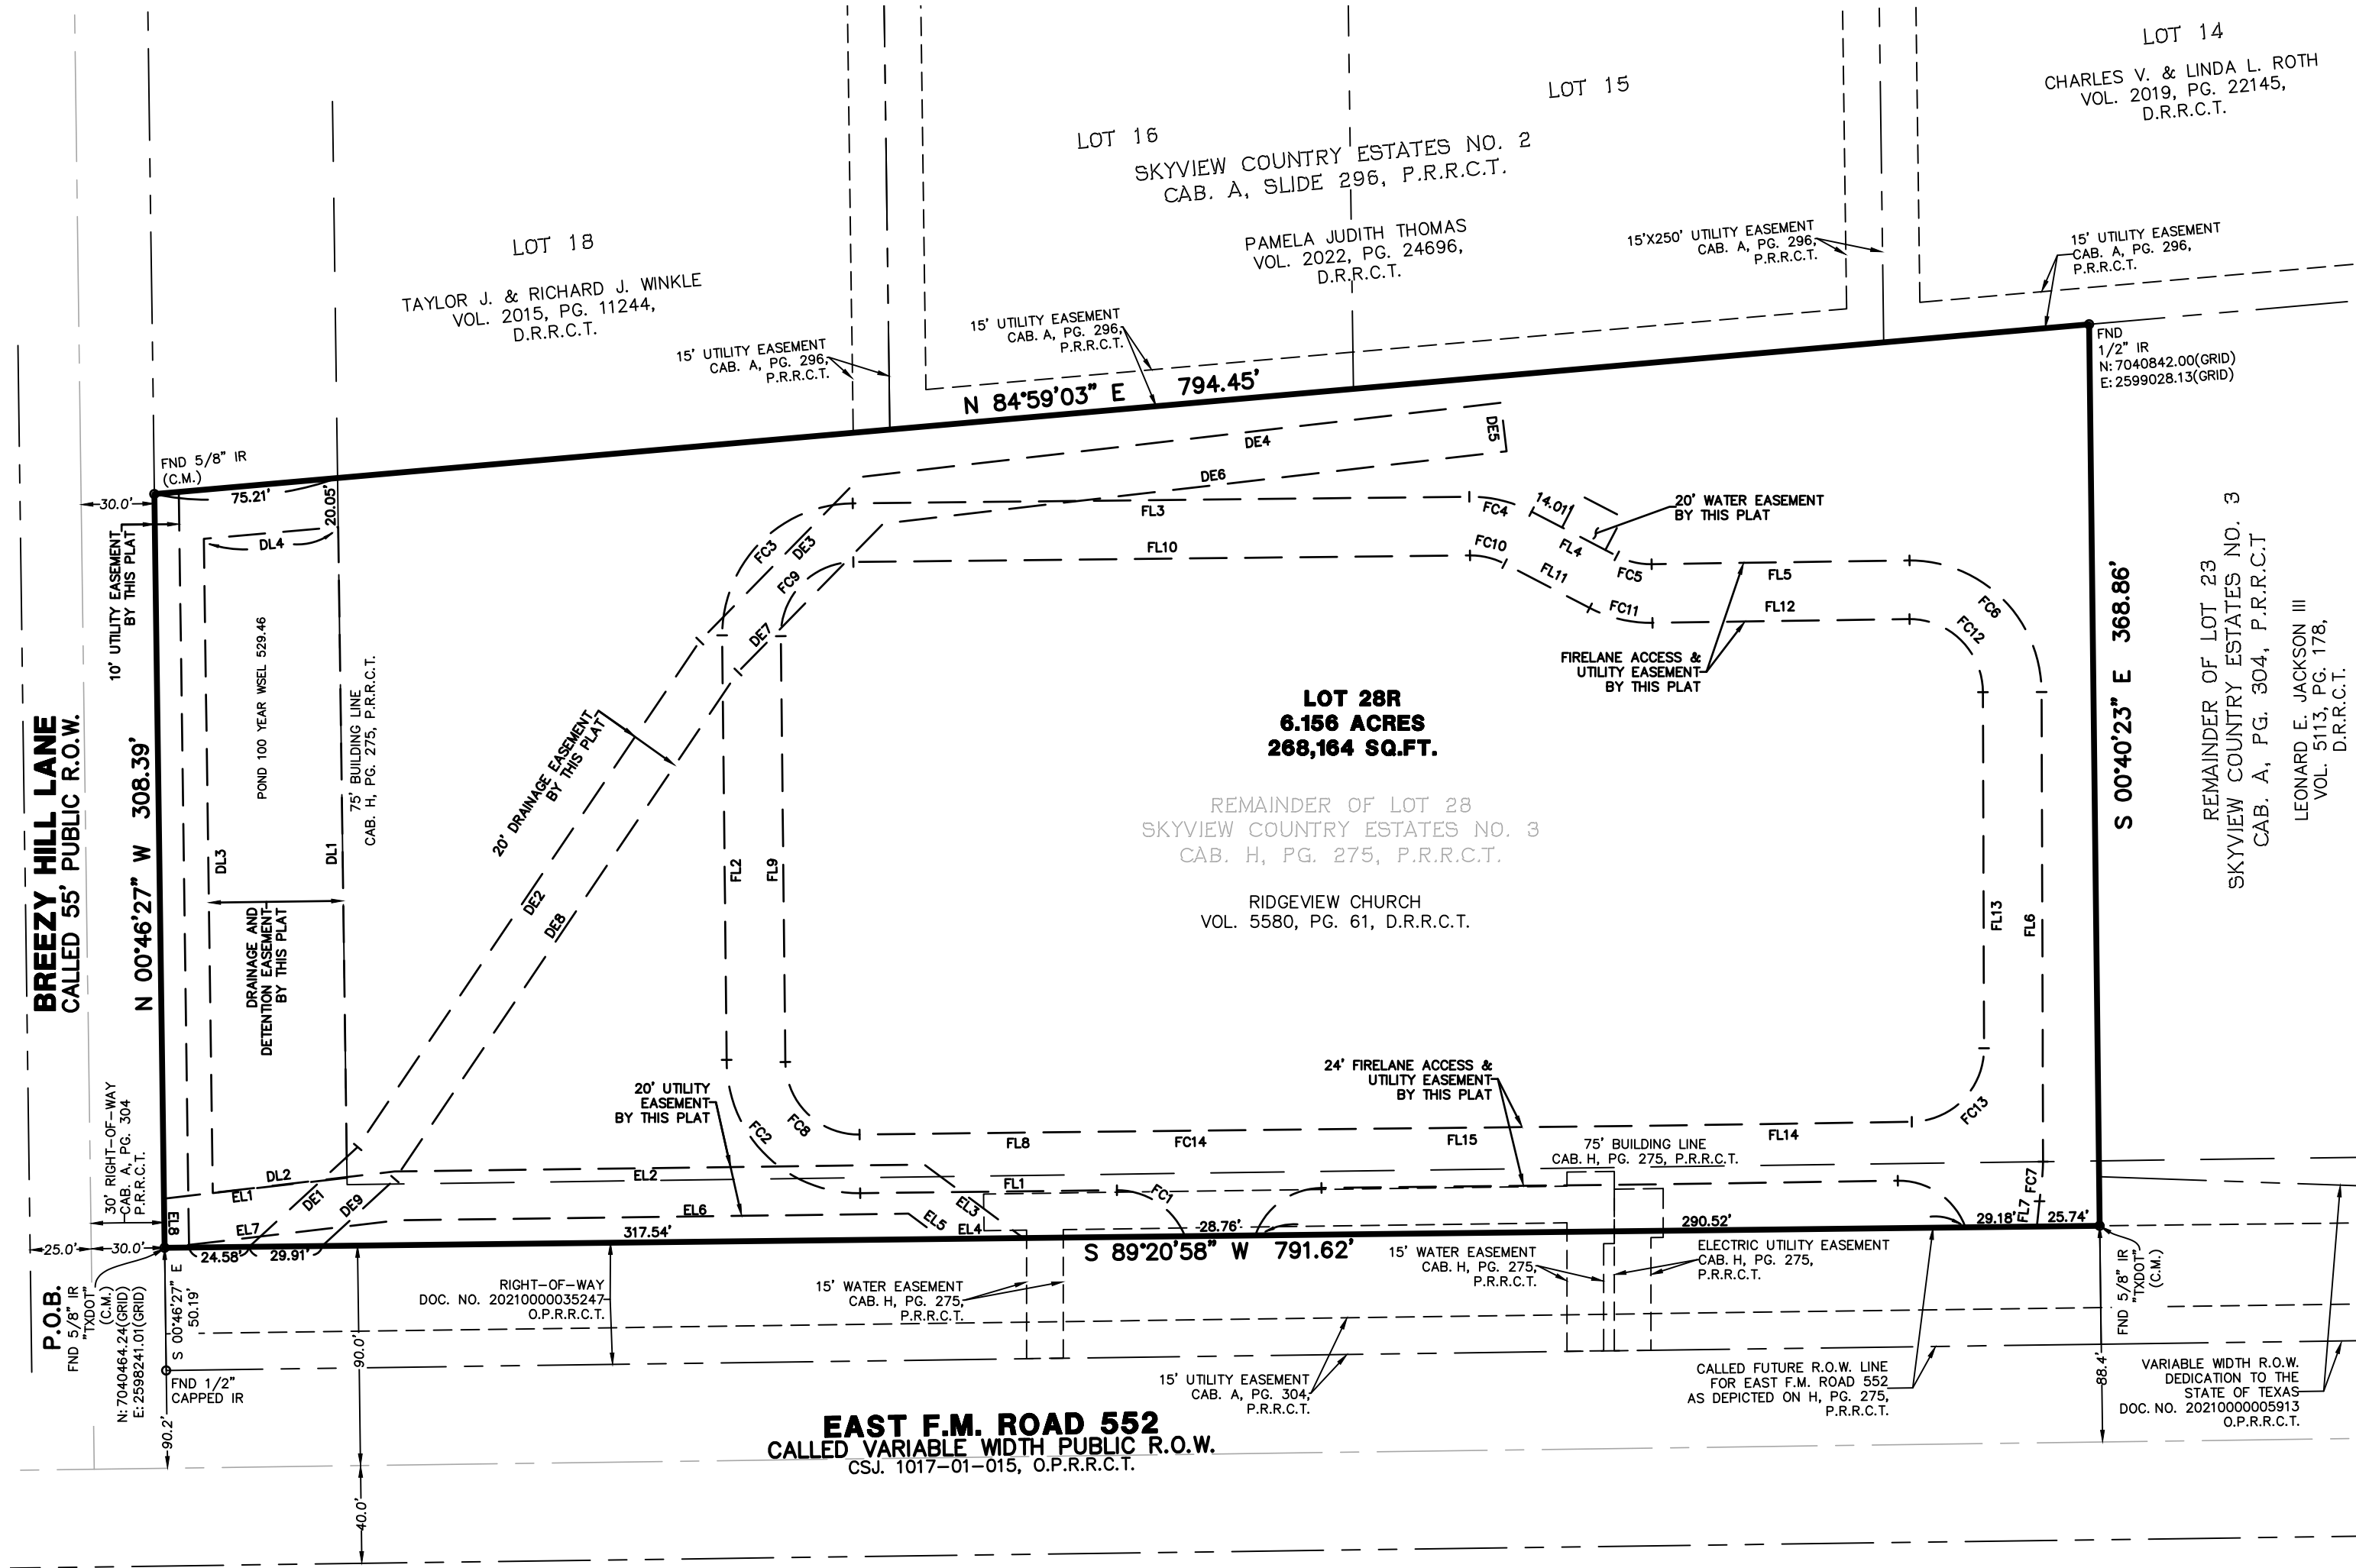 LOT 14
CHARLES V. & LINDA L. ROTH
VOL. 2019, PG. 22145,
D.R.R.C.T.
LOT 15
LOT 16
SKYVIEW COUNTRY ESTATES NO. 2
CAB. A, SLIDE 296, P.R.R.C.T.
PAMELA JUDITH THOMAS
VOL. 2022, PG. 24696,
D.R.R.C.T.
LOT 18
TAYLOR J. & RICHARD J. WINKLE
VOL. 2015, PG. 11244,
D.R.R.C.T.
15'X250' UTILITY EASEMENT
CAB. A, PG. 296,
P.R.R.C.T.
15' UTILITY EASEMENT
CAB. A, PG. 296,
P.R.R.C.T.
15' UTILITY EASEMENT
CAB. A, PG. 296,
P.R.R.C.T.
15' UTILITY EASEMENT
CAB. A, PG. 296,
P.R.R.C.T.
FND
1/2" IR
N: 7040842.00(GRID)
E: 2599028.13(GRID)
N 84°59'03" E 794.45'
FND 5/8" IR
(C.M.)
30.0'
75.21'
20.05'
DL4
10' UTILITY EASEMENT
BY THIS PLAT
POND 100 YEAR WSEL 529.46
75' BUILDING LINE
CAB. H, PG. 275, P.R.R.C.T.
DL3
DL1
DRAINAGE AND
DETENTION EASEMENT
BY THIS PLAT
BREEZY HILL LANE
CALLED 55' PUBLIC R.O.W.
N 00°46'27" W 308.39'
DE4
DE5
DE6
FL3
FC3
DE3
FC9
DE7
FL10
FC4
14.01'
20' WATER EASEMENT
BY THIS PLAT
FC10
FL4
FL11
FC5
FC11
FL5
FL12
FC6
FC12
FIRELANE ACCESS &
UTILITY EASEMENT
BY THIS PLAT
20' DRAINAGE EASEMENT
BY THIS PLAT
LOT 28R
6.156 ACRES
268,164 SQ.FT.
REMAINDER OF LOT 28
SKYVIEW COUNTRY ESTATES NO. 3
CAB. H, PG. 275, P.R.R.C.T.
RIDGEVIEW CHURCH
VOL. 5580, PG. 61, D.R.R.C.T.
DE2
DE8
FL2
FL9
FL13
FL6
S 00°40'23" E 368.86'
REMAINDER OF LOT 23
SKYVIEW COUNTRY ESTATES NO. 3
CAB. A, PG. 304, P.R.R.C.T
LEONARD E. JACKSON III
VOL. 5113, PG. 178,
D.R.R.C.T.
20' UTILITY
EASEMENT
BY THIS PLAT
24' FIRELANE ACCESS &
UTILITY EASEMENT
BY THIS PLAT
FC2
FC8
FL8
FC14
FL15
FL14
FC13
75' BUILDING LINE
CAB. H, PG. 275, P.R.R.C.T.
30' RIGHT-OF-WAY
CAB. A, PG. 304
P.R.R.C.T.
DL2
EL1
DE1
DE9
EL2
FL1
FC1
FC7
EL8
EL7
EL6
EL5
EL3
EL4
FL7
25.0'
30.0'
24.58'
29.91'
317.54'
28.76'
290.52'
29.18'
25.74'
S 89°20'58" W 791.62'
P.O.B.
FND 5/8" IR
"TXDOT"
(C.M.)
N: 7040464.24(GRID)
E: 2598241.01(GRID)
S 00°46'27" E
50.19'
FND 1/2"
CAPPED IR
90.2'
90.0'
40.0'
RIGHT-OF-WAY
DOC. NO. 20210000035247
O.P.R.R.C.T.
15' WATER EASEMENT
CAB. H, PG. 275,
P.R.R.C.T.
15' WATER EASEMENT
CAB. H, PG. 275,
P.R.R.C.T.
ELECTRIC UTILITY EASEMENT
CAB. H, PG. 275,
P.R.R.C.T.
FND 5/8" IR
"TXDOT"
(C.M.)
88.4'
15' UTILITY EASEMENT
CAB. A, PG. 304,
P.R.R.C.T.
CALLED FUTURE R.O.W. LINE
FOR EAST F.M. ROAD 552
AS DEPICTED ON H, PG. 275,
P.R.R.C.T.
VARIABLE WIDTH R.O.W.
DEDICATION TO THE
STATE OF TEXAS
DOC. NO. 20210000005913
O.P.R.R.C.T.
EAST F.M. ROAD 552
CALLED VARIABLE WIDTH PUBLIC R.O.W.
CSJ. 1017-01-015, O.P.R.R.C.T.